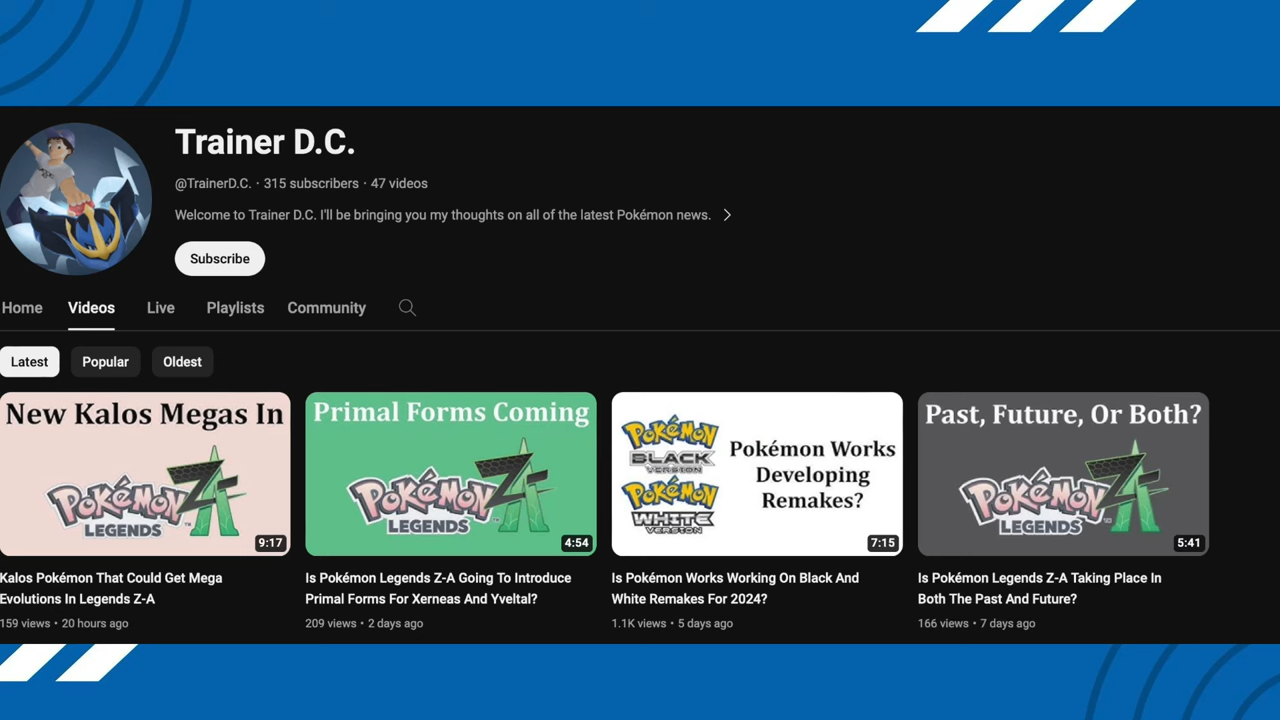 Trainer D.C.
@TrainerD.C. · 315 subscribers · 47 videos
Welcome to Trainer D.C. I'll be bringing you my thoughts on all of the latest Pokémon news.
Subscribe
Home Videos Live Playlists Community
Latest Popular Oldest
New Kalos Megas In
POKÉMON
LEGENDS
ZA
™
9:17
Primal Forms Coming
POKÉMON
LEGENDS
ZA
™
4:54
POKéMON
BLACK
VERSION
POKéMON
WHITE
VERSION
Pokémon Works
Developing
Remakes?
7:15
Past, Future, Or Both?
POKÉMON
LEGENDS
ZA
™
5:41
Kalos Pokémon That Could Get Mega
Evolutions In Legends Z-A
159 views • 20 hours ago
Is Pokémon Legends Z-A Going To Introduce
Primal Forms For Xerneas And Yveltal?
209 views • 2 days ago
Is Pokémon Works Working On Black And
White Remakes For 2024?
1.1K views • 5 days ago
Is Pokémon Legends Z-A Taking Place In
Both The Past And Future?
166 views • 7 days ago